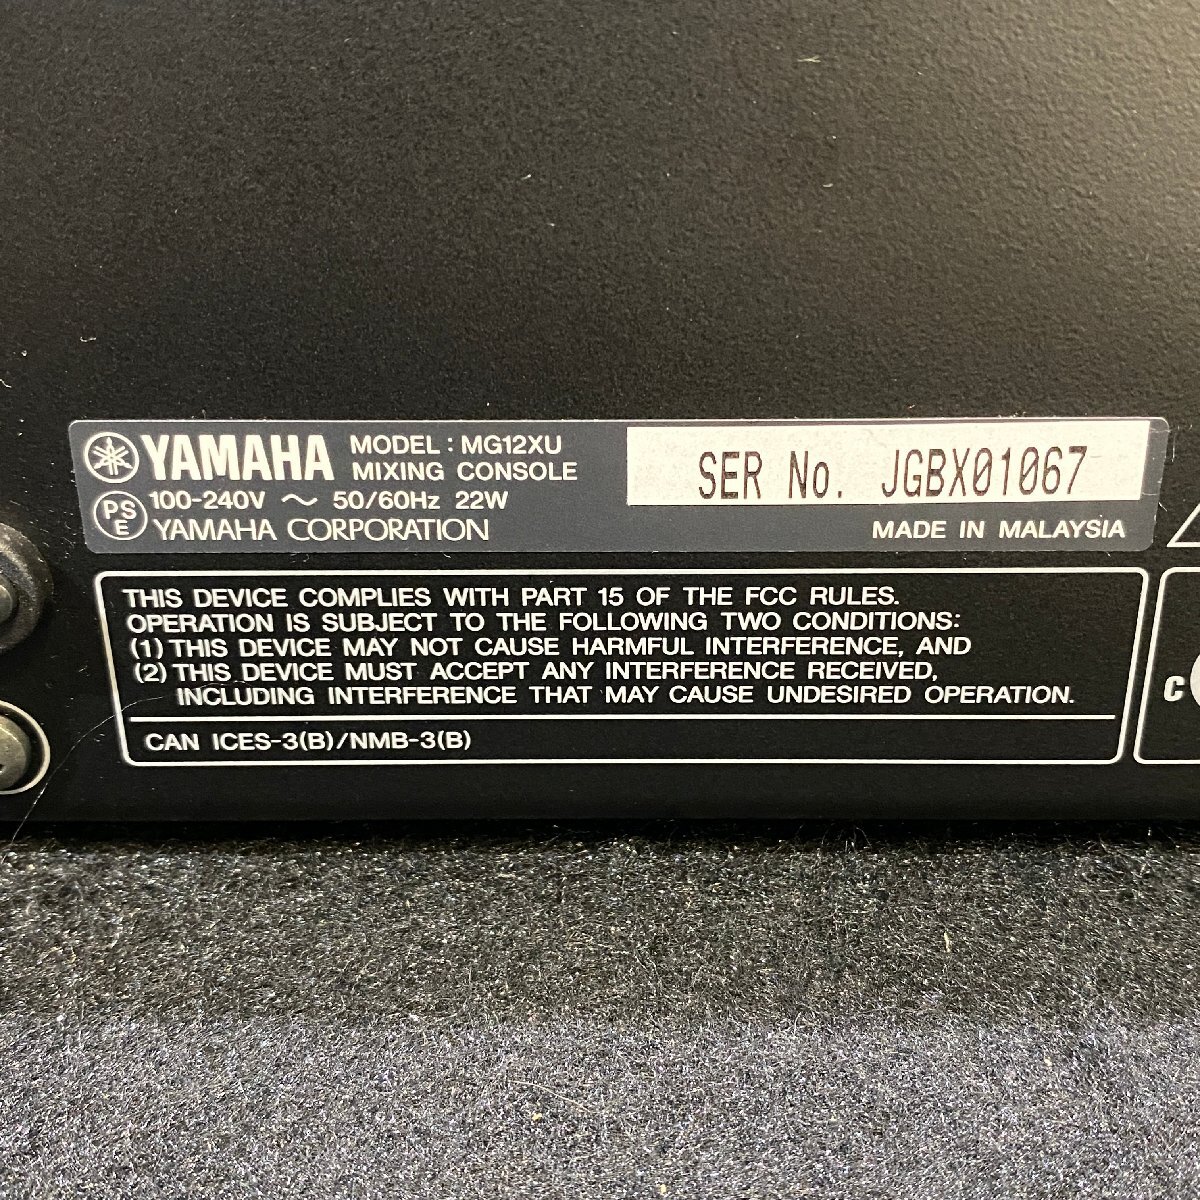 YAMAHA MODEL : MG12XU
MIXING CONSOLE
SER No. JGBX01067
PSE 100-240V ～ 50/60Hz 22W
YAMAHA CORPORATION
MADE IN MALAYSIA
THIS DEVICE COMPLIES WITH PART 15 OF THE FCC RULES.
OPERATION IS SUBJECT TO THE FOLLOWING TWO CONDITIONS:
(1) THIS DEVICE MAY NOT CAUSE HARMFUL INTERFERENCE, AND
(2) THIS DEVICE MUST ACCEPT ANY INTERFERENCE RECEIVED,
INCLUDING INTERFERENCE THAT MAY CAUSE UNDESIRED OPERATION.
CAN ICES-3(B)/NMB-3(B)
C